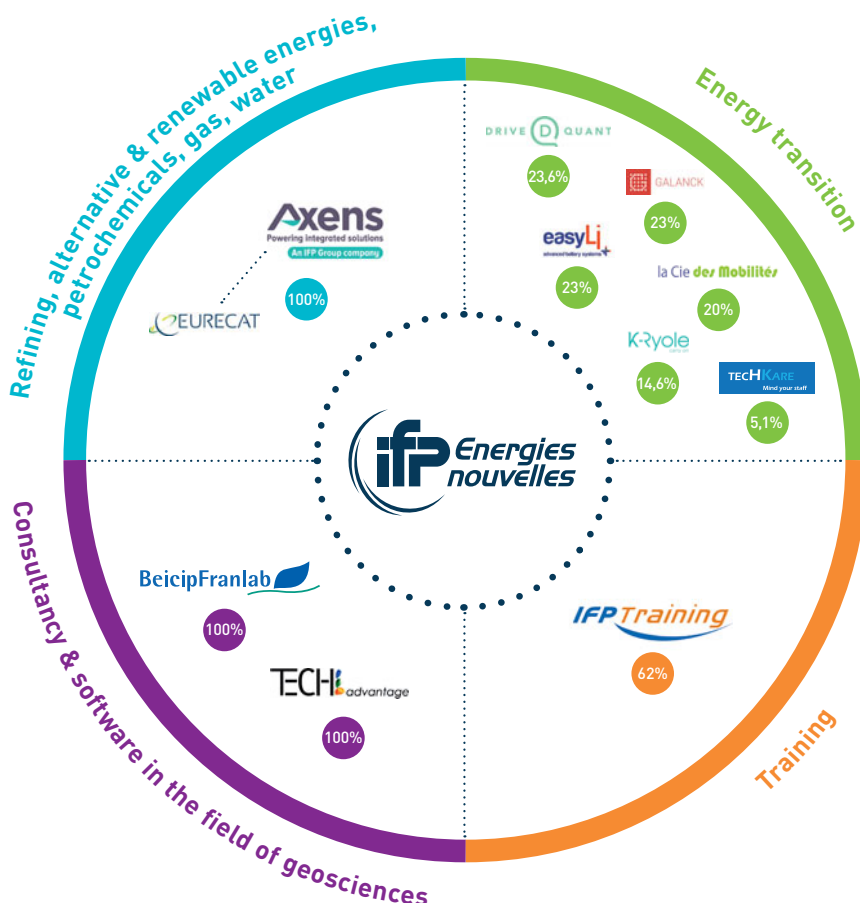 Refining, alternative & renewable energies,
petrochemicals, gas, water
Axens
Powering integrated solutions
An IFP Group company
100%
EURECAT
Energy transition
DRIVE D QUANT
23,6%
GALANCK
23%
easyLi
advanced battery systems
23%
la Cie des Mobilités
20%
K-Ryole
14,6%
TECHKARE
Mind your staff
5,1%
ifp Energies
nouvelles
Consultancy & software in the field of geosciences
BeicipFranlab
100%
TECH advantage
100%
Training
IFPTraining
62%